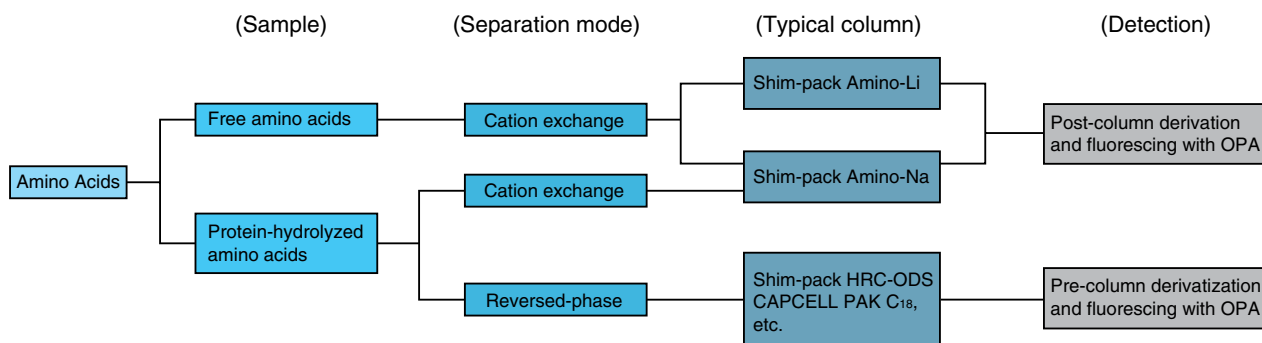 (Sample)
(Separation mode)
(Typical column)
(Detection)
Amino Acids
Free amino acids
Protein-hydrolyzed
amino acids
Cation exchange
Cation exchange
Reversed-phase
Shim-pack Amino-Li
Shim-pack Amino-Na
Shim-pack HRC-ODS
CAPCELL PAK C₁₈,
etc.
Post-column derivation
and fluorescing with OPA
Pre-column derivatization
and fluorescing with OPA